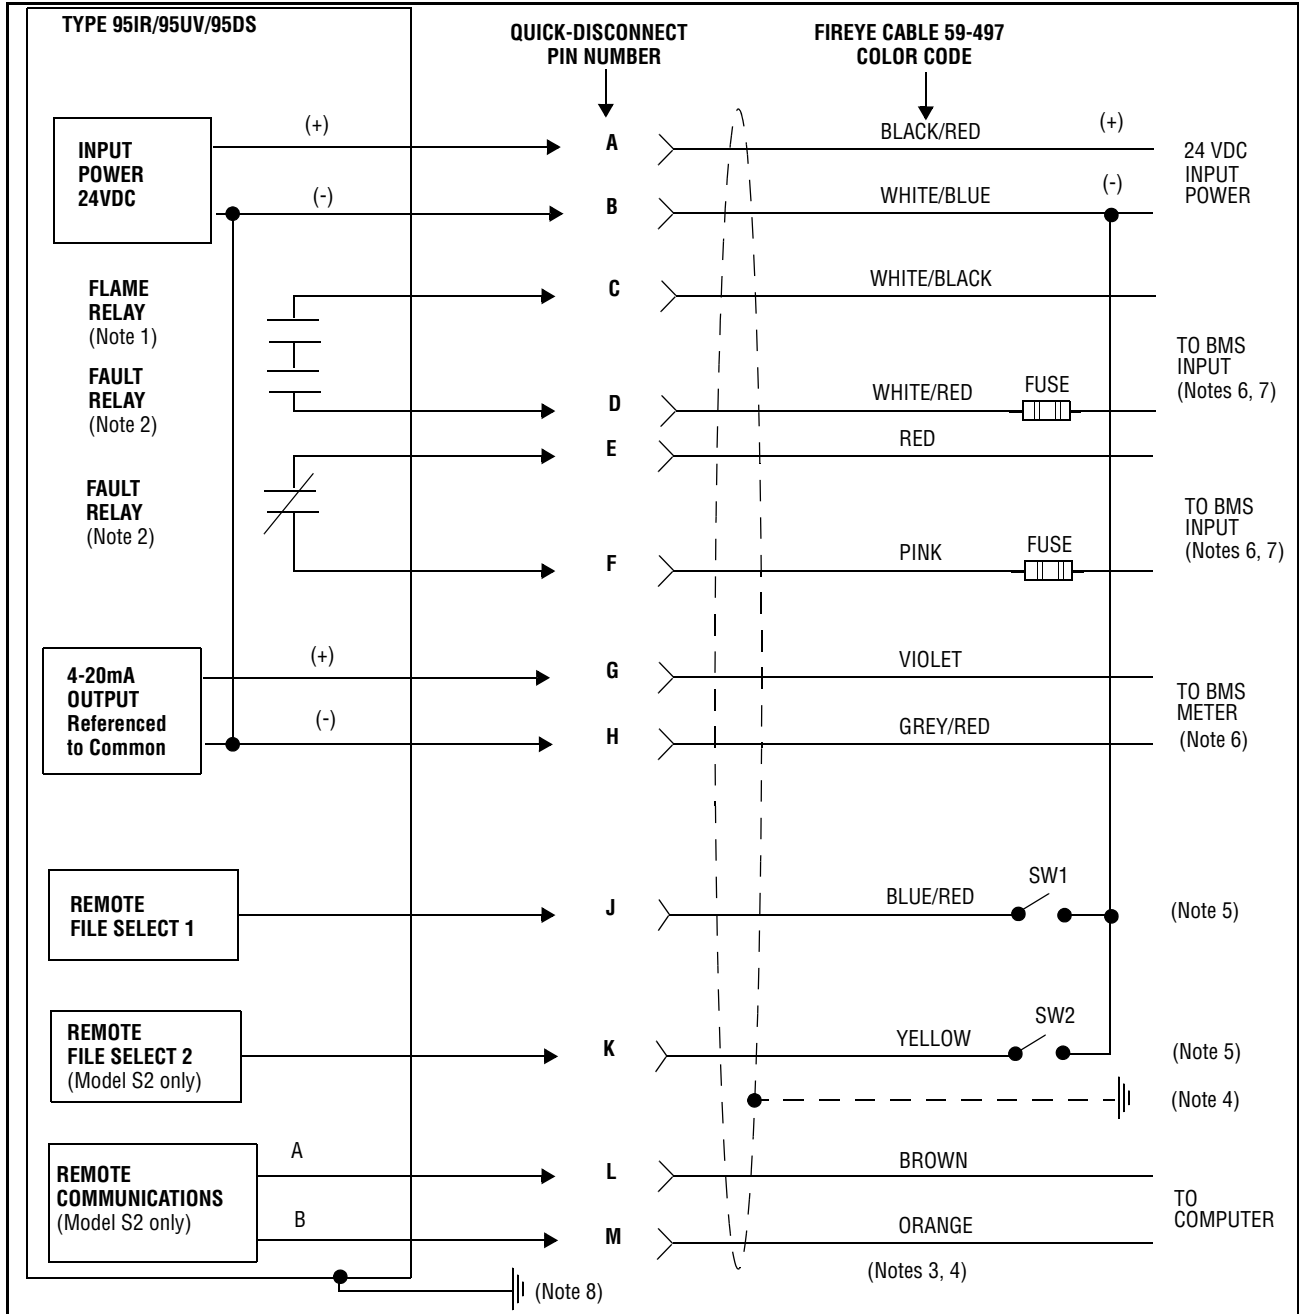 TYPE 95IR/95UV/95DS
QUICK-DISCONNECT
PIN NUMBER
FIREYE CABLE 59-497
COLOR CODE
INPUT
POWER
24VDC
(+)
A
BLACK/RED
(+)
24 VDC
INPUT
POWER
(-)
B
WHITE/BLUE
(-)
FLAME
RELAY
(Note 1)
C
WHITE/BLACK
FAULT
RELAY
(Note 2)
D
WHITE/RED
FUSE
TO BMS
INPUT
(Notes 6, 7)
E
RED
FAULT
RELAY
(Note 2)
F
PINK
FUSE
TO BMS
INPUT
(Notes 6, 7)
4-20mA
OUTPUT
Referenced
to Common
(+)
G
VIOLET
(-)
H
GREY/RED
TO BMS
METER
(Note 6)
REMOTE
FILE SELECT 1
J
BLUE/RED
SW1
(Note 5)
REMOTE
FILE SELECT 2
(Model S2 only)
K
YELLOW
SW2
(Note 5)
(Note 4)
REMOTE
COMMUNICATIONS
(Model S2 only)
A
L
BROWN
B
M
ORANGE
TO
COMPUTER
(Notes 3, 4)
(Note 8)